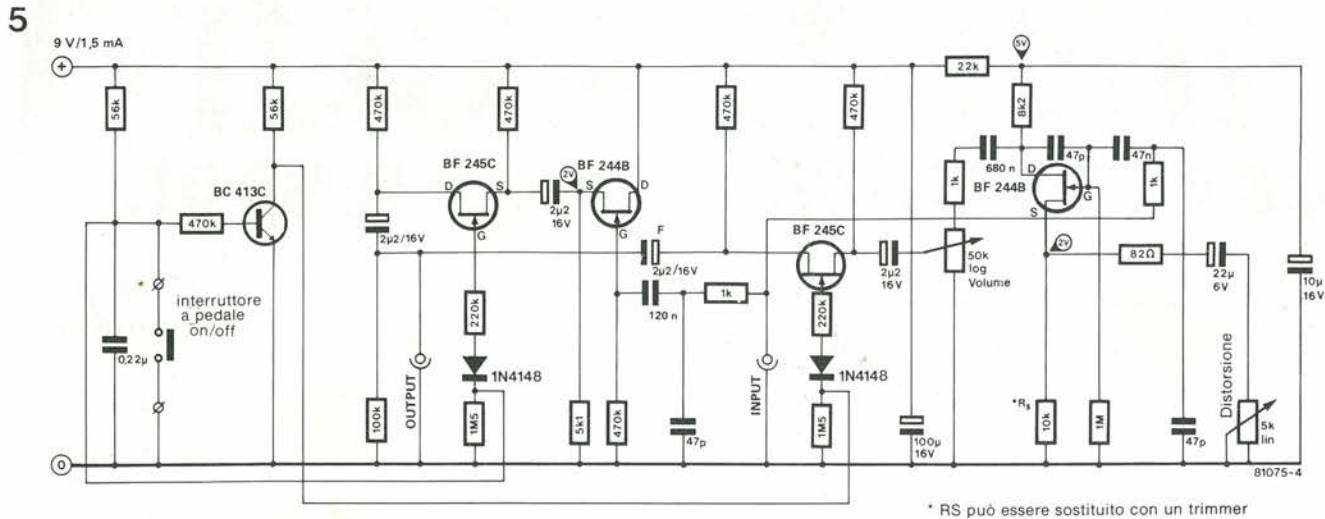 5
9 V/1,5 mA
+
56k
56k
470k
470k
470k
470k
22k
5V
8k2
BC 413C
470k
BF 245C
D
S
G
2µ2/16V
2µ2
16V
2V
BF 244B
S
D
G
F
2µ2/16V
BF 245C
2µ2
16V
680 n
47p
47n
1k
1k
BF 244B
D
G
S
2V
82Ω
22µ
6V
10µ
16V
50k
log
Volume
interruttore
a pedale
on/off
0,22µ
220k
1N4148
1M5
100k
OUTPUT
5k1
470k
120 n
1k
47p
INPUT
220k
1N4148
1M5
100µ
16V
*Rs
10k
1M
47p
Distorsione
5k
lin
0
81075-4
* RS può essere sostituito con un trimmer